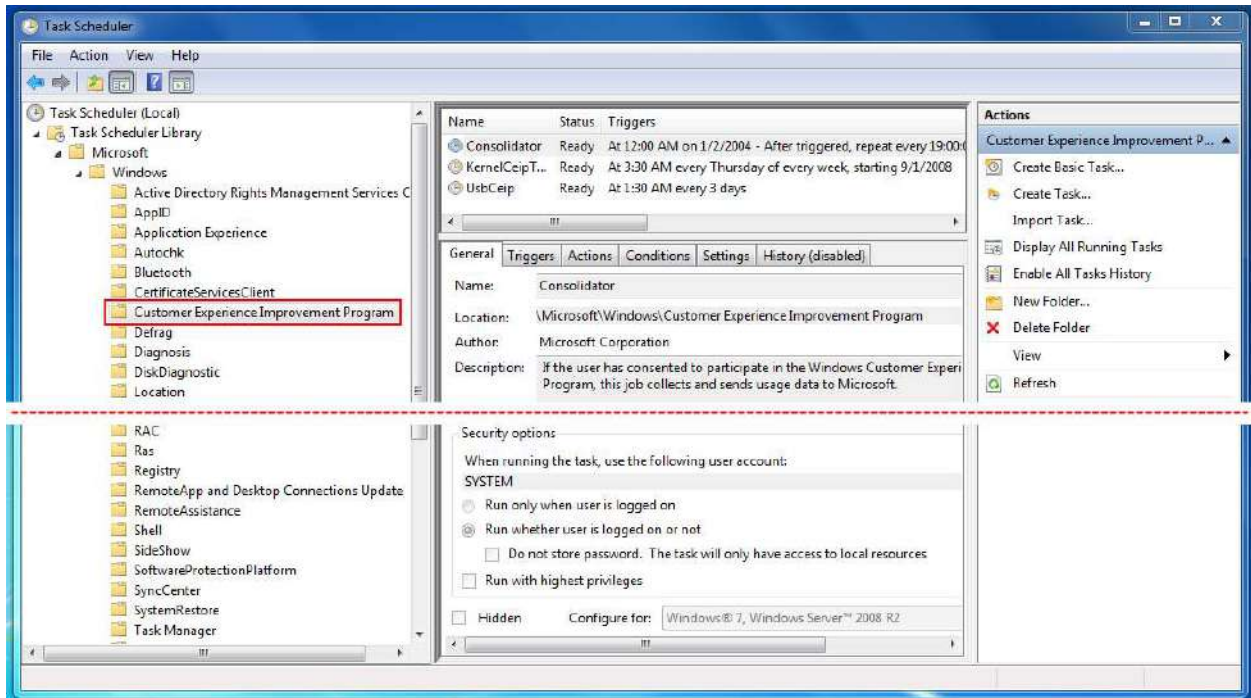 Task Scheduler
File Action View Help
Task Scheduler (Local)
Task Scheduler Library
Microsoft
Windows
Active Directory Rights Management Services C
AppID
Application Experience
Autochk
Bluetooth
CertificateServicesClient
Customer Experience Improvement Program
Defrag
Diagnosis
DiskDiagnostic
Location
RAC
Ras
Registry
RemoteApp and Desktop Connections Update
RemoteAssistance
Shell
SideShow
SoftwareProtectionPlatform
SyncCenter
SystemRestore
Task Manager
Name Status Triggers
Consolidator Ready At 12:00 AM on 1/2/2004 - After triggered, repeat every 19:00:0
KernelCeipT... Ready At 3:30 AM every Thursday of every week, starting 9/1/2008
UsbCeip Ready At 1:30 AM every 3 days
General Triggers Actions Conditions Settings History (disabled)
Name: Consolidator
Location: \Microsoft\Windows\Customer Experience Improvement Program
Author: Microsoft Corporation
Description: If the user has consented to participate in the Windows Customer Experi
Program, this job collects and sends usage data to Microsoft.
Security options
When running the task, use the following user account:
SYSTEM
Run only when user is logged on
Run whether user is logged on or not
Do not store password. The task will only have access to local resources
Run with highest privileges
Hidden Configure for: Windows® 7, Windows Server™ 2008 R2
Actions
Customer Experience Improvement P...
Create Basic Task...
Create Task...
Import Task...
Display All Running Tasks
Enable All Tasks History
New Folder...
Delete Folder
View
Refresh